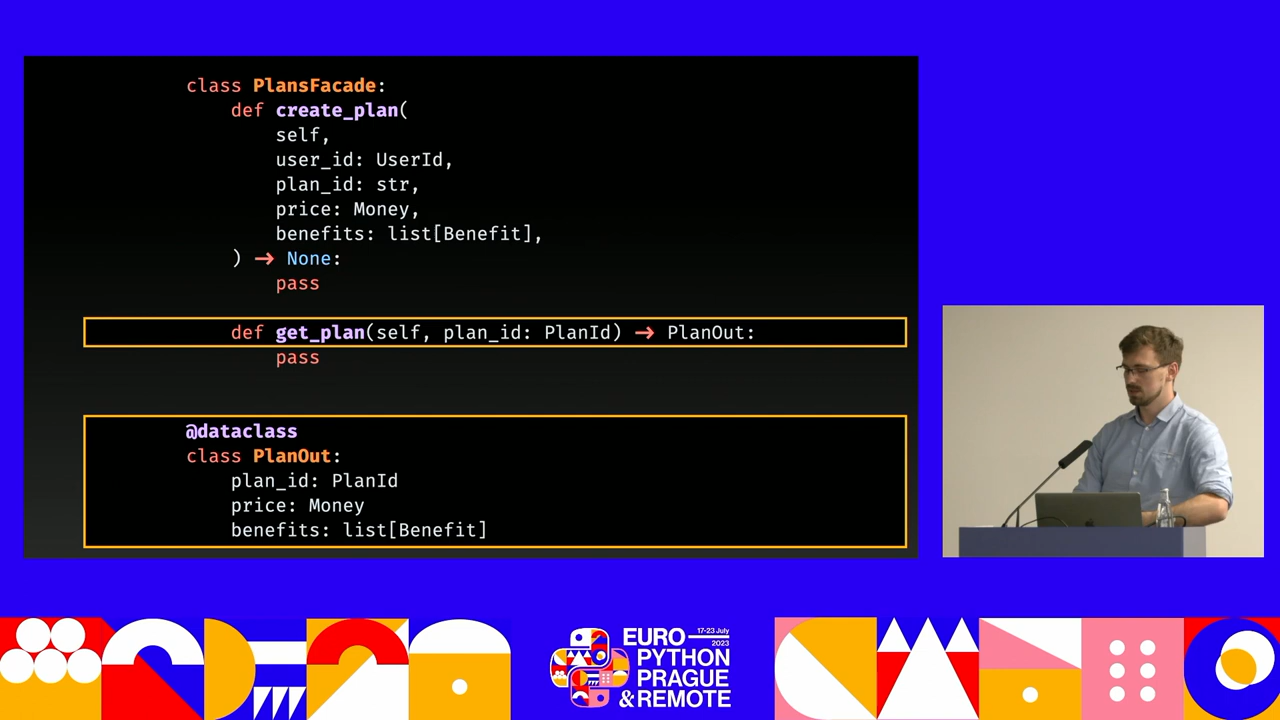 class PlansFacade:
    def create_plan(
        self,
        user_id: UserId,
        plan_id: str,
        price: Money,
        benefits: list[Benefit],
    ) → None:
        pass

    def get_plan(self, plan_id: PlanId) → PlanOut:
        pass

@dataclass
class PlanOut:
    plan_id: PlanId
    price: Money
    benefits: list[Benefit]
EURO 17-23 July 2023
PYTHON
PRAGUE
& REMOTE